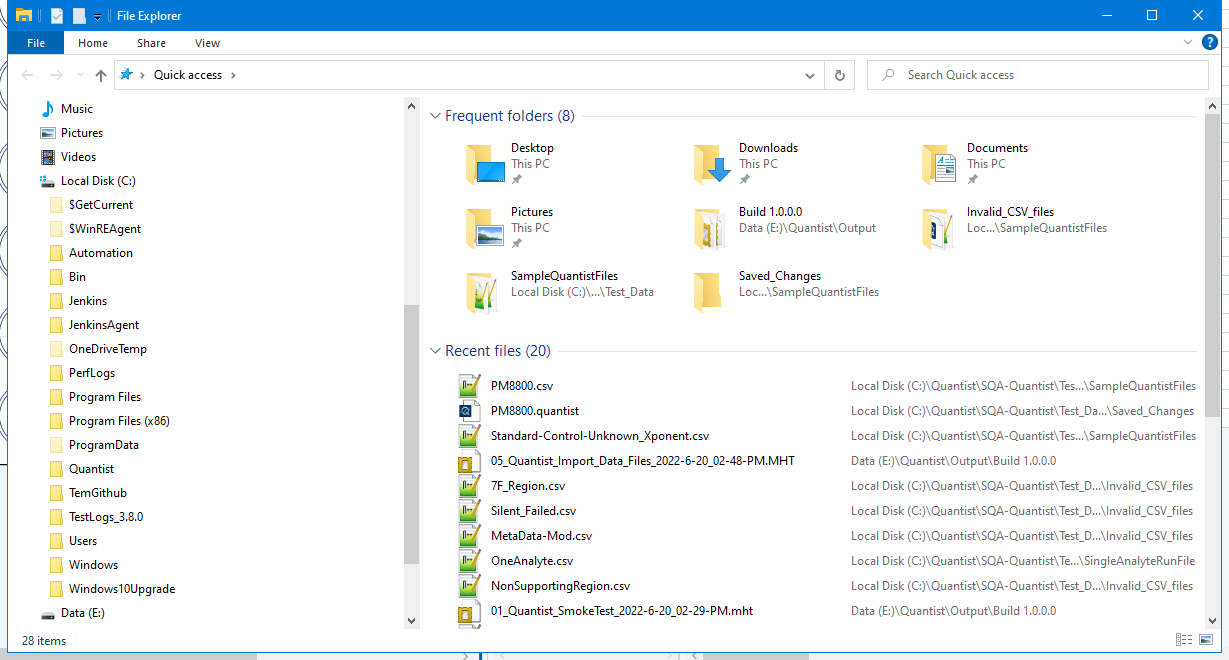 File Explorer
File Home Share View
Quick access
Search Quick access
Music
Pictures
Videos
Local Disk (C:)
$GetCurrent
$WinREAgent
Automation
Bin
Jenkins
JenkinsAgent
OneDriveTemp
PerfLogs
Program Files
Program Files (x86)
ProgramData
Quantist
TemGithub
TestLogs_3.8.0
Users
Windows
Windows10Upgrade
Data (E:)
Frequent folders (8)
Desktop
This PC
Downloads
This PC
Documents
This PC
Pictures
This PC
Build 1.0.0.0
Data (E:)\Quantist\Output
Invalid_CSV_files
Loc...\SampleQuantistFiles
SampleQuantistFiles
Local Disk (C:)\...\Test_Data
Saved_Changes
Loc...\SampleQuantistFiles
Recent files (20)
PM8800.csv Local Disk (C:)\Quantist\SQA-Quantist\Tes...\SampleQuantistFiles
PM8800.quantist Local Disk (C:)\Quantist\SQA-Quantist\Test_Da...\Saved_Changes
Standard-Control-Unknown_Xponent.csv Local Disk (C:)\Quantist\SQA-Quantist\Tes...\SampleQuantistFiles
05_Quantist_Import_Data_Files_2022-6-20_02-48-PM.MHT Data (E:)\Quantist\Output\Build 1.0.0.0
7F_Region.csv Local Disk (C:)\Quantist\SQA-Quantist\Test_D...\Invalid_CSV_files
Silent_Failed.csv Local Disk (C:)\Quantist\SQA-Quantist\Test_D...\Invalid_CSV_files
MetaData-Mod.csv Local Disk (C:)\Quantist\SQA-Quantist\Test_D...\Invalid_CSV_files
OneAnalyte.csv Local Disk (C:)\Quantist\SQA-Quantist\Te...\SingleAnalyteRunFile
NonSupportingRegion.csv Local Disk (C:)\Quantist\SQA-Quantist\Test_D...\Invalid_CSV_files
01_Quantist_SmokeTest_2022-6-20_02-29-PM.mht Data (E:)\Quantist\Output\Build 1.0.0.0
28 items